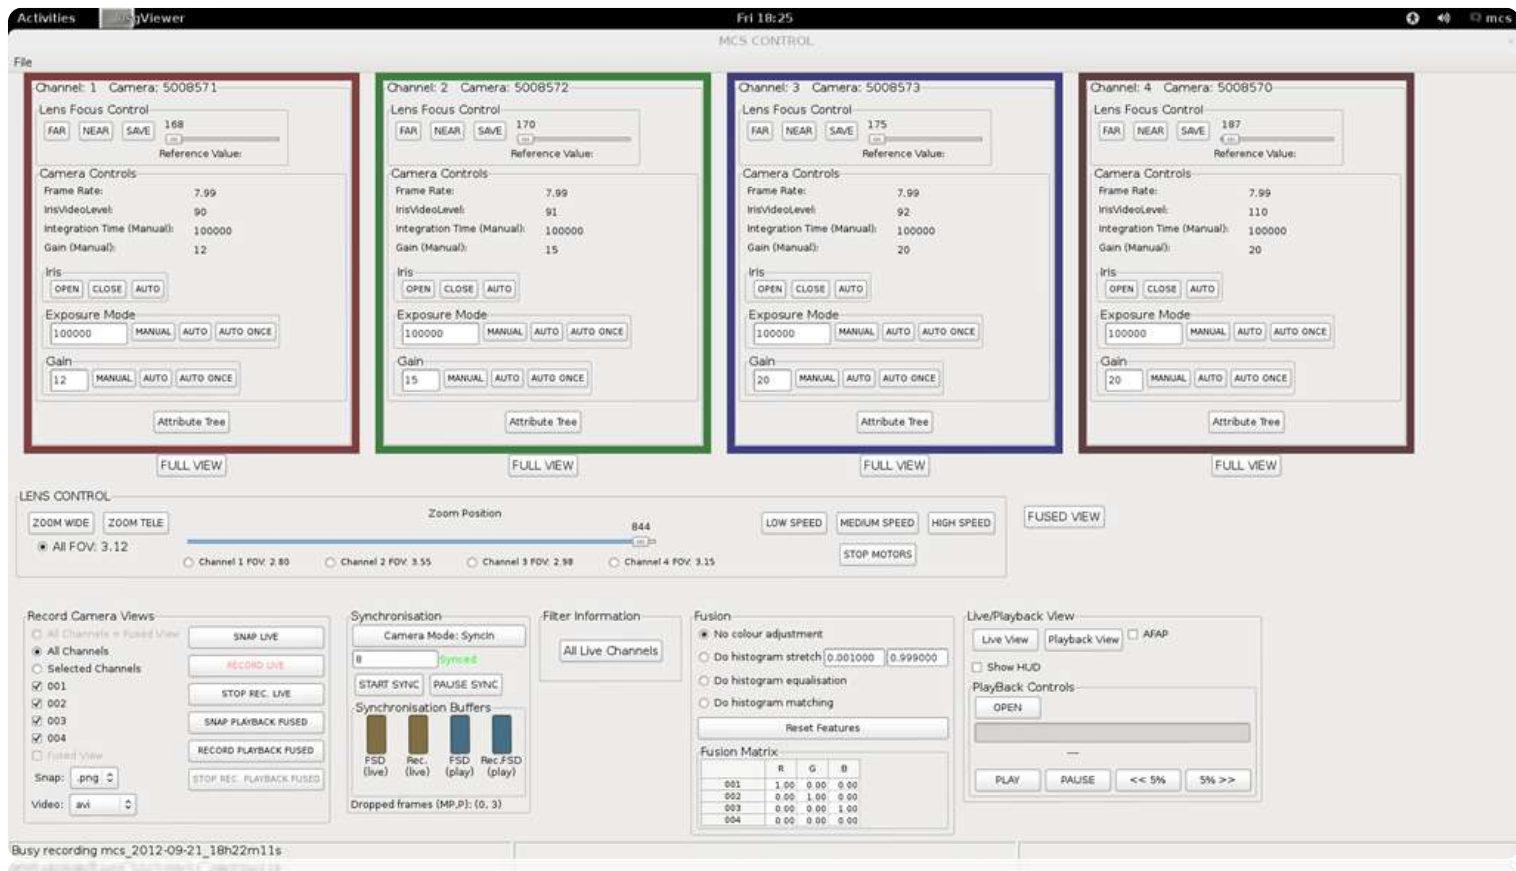 Activities gViewer Fri 18:25 mcs
MCS CONTROL
File
Channel: 1 Camera: 5008571
Lens Focus Control
FAR NEAR SAVE 168
Reference Value:
Camera Controls
Frame Rate: 7.99
IrisVideoLevel: 90
Integration Time (Manual): 100000
Gain (Manual): 12
Iris
OPEN CLOSE AUTO
Exposure Mode
100000 MANUAL AUTO AUTO ONCE
Gain
12 MANUAL AUTO AUTO ONCE
Attribute Tree
FULL VIEW
Channel: 2 Camera: 5008572
Lens Focus Control
FAR NEAR SAVE 170
Reference Value:
Camera Controls
Frame Rate: 7.99
IrisVideoLevel: 91
Integration Time (Manual): 100000
Gain (Manual): 15
Iris
OPEN CLOSE AUTO
Exposure Mode
100000 MANUAL AUTO AUTO ONCE
Gain
15 MANUAL AUTO AUTO ONCE
Attribute Tree
FULL VIEW
Channel: 3 Camera: 5008573
Lens Focus Control
FAR NEAR SAVE 175
Reference Value:
Camera Controls
Frame Rate: 7.99
IrisVideoLevel: 92
Integration Time (Manual): 100000
Gain (Manual): 20
Iris
OPEN CLOSE AUTO
Exposure Mode
100000 MANUAL AUTO AUTO ONCE
Gain
20 MANUAL AUTO AUTO ONCE
Attribute Tree
FULL VIEW
Channel: 4 Camera: 5008570
Lens Focus Control
FAR NEAR SAVE 187
Reference Value:
Camera Controls
Frame Rate: 7.99
IrisVideoLevel: 110
Integration Time (Manual): 100000
Gain (Manual): 20
Iris
OPEN CLOSE AUTO
Exposure Mode
100000 MANUAL AUTO AUTO ONCE
Gain
20 MANUAL AUTO AUTO ONCE
Attribute Tree
FULL VIEW
LENS CONTROL
ZOOM WIDE ZOOM TELE Zoom Position 844 LOW SPEED MEDIUM SPEED HIGH SPEED FUSED VIEW
All FOV: 3.12 STOP MOTORS
Channel 1 FOV: 2.80 Channel 2 FOV: 3.55 Channel 3 FOV: 2.98 Channel 4 FOV: 3.15
Record Camera Views
All Channels + Fused View SNAP LIVE
All Channels
Selected Channels RECORD LIVE
001 STOP REC. LIVE
002
003 SNAP PLAYBACK FUSED
004
Fused View RECORD PLAYBACK FUSED
Snap: .png STOP REC. PLAYBACK FUSED
Video: avi
Synchronisation
Camera Mode: SyncIn
8 Synced
START SYNC PAUSE SYNC
Synchronisation Buffers
FSD Rec. FSD Rec.FSD
(live) (live) (play) (play)
Dropped frames (MP,P): (0, 3)
Filter Information
All Live Channels
Fusion
No colour adjustment
Do histogram stretch 0.001000 0.999000
Do histogram equalisation
Do histogram matching
Reset Features
Fusion Matrix
R G B
001 1.00 0.00 0.00
002 0.00 1.00 0.00
003 0.00 0.00 1.00
004 0.00 0.00 0.00
Live/Playback View
Live View Playback View AFAP
Show HUD
PlayBack Controls
OPEN
---
PLAY PAUSE << 5% 5% >>
Busy recording mcs_2012-09-21_18h22m11s